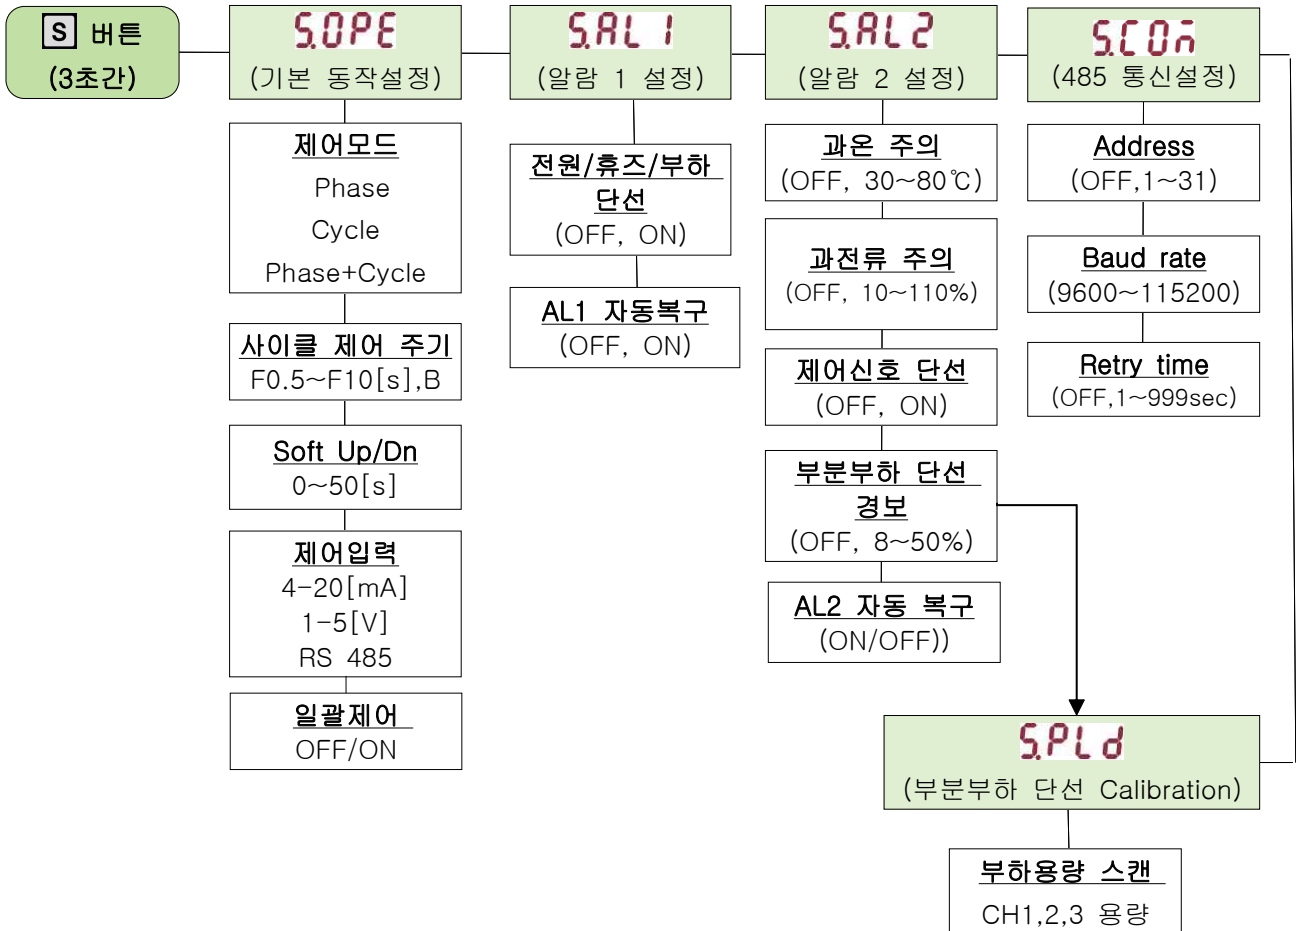 S 버튼
(3초간)
S.OPE
(기본 동작설정)
제어모드
Phase
Cycle
Phase+Cycle
사이클 제어 주기
F0.5~F10[s],B
Soft Up/Dn
0~50[s]
제어입력
4-20[mA]
1-5[V]
RS 485
일괄제어
OFF/ON
S.AL1
(알람 1 설정)
전원/휴즈/부하
단선
(OFF, ON)
AL1 자동복구
(OFF, ON)
S.AL2
(알람 2 설정)
과온 주의
(OFF, 30~80℃)
과전류 주의
(OFF, 10~110%)
제어신호 단선
(OFF, ON)
부분부하 단선
경보
(OFF, 8~50%)
AL2 자동 복구
(ON/OFF))
S.COM
(485 통신설정)
Address
(OFF,1~31)
Baud rate
(9600~115200)
Retry time
(OFF,1~999sec)
S.PLd
(부분부하 단선 Calibration)
부하용량 스캔
CH1,2,3 용량